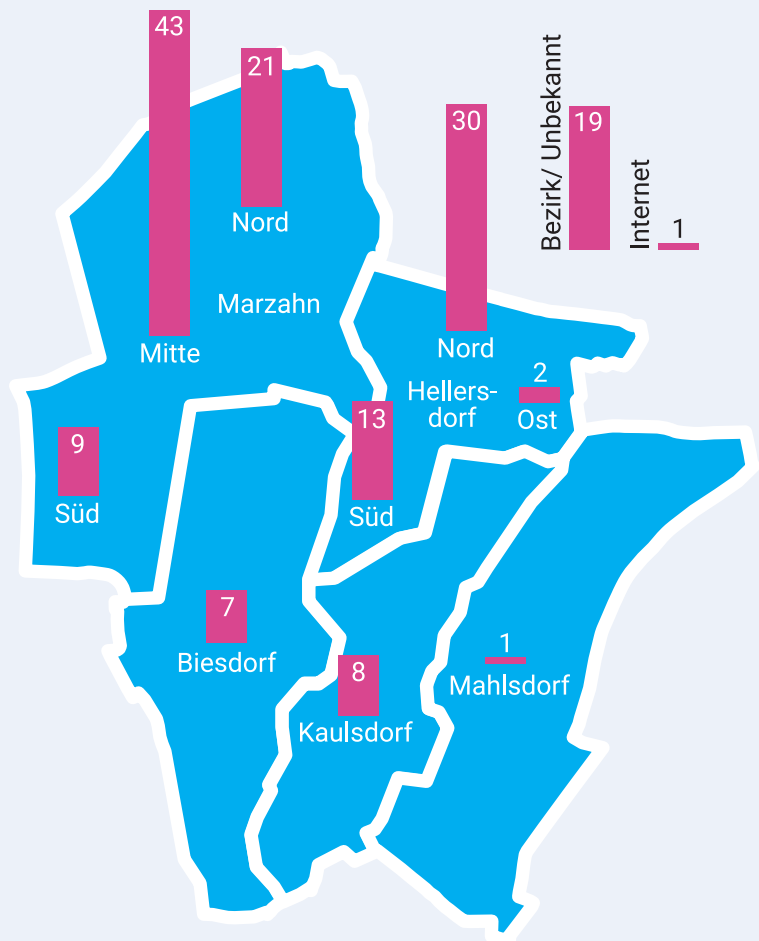 43
21
Nord
Marzahn
Mitte
9
Süd
30
Nord
Hellers-
dorf
2
Ost
13
Süd
Bezirk/ Unbekannt
19
Internet
1
7
Biesdorf
8
Kaulsdorf
1
Mahlsdorf